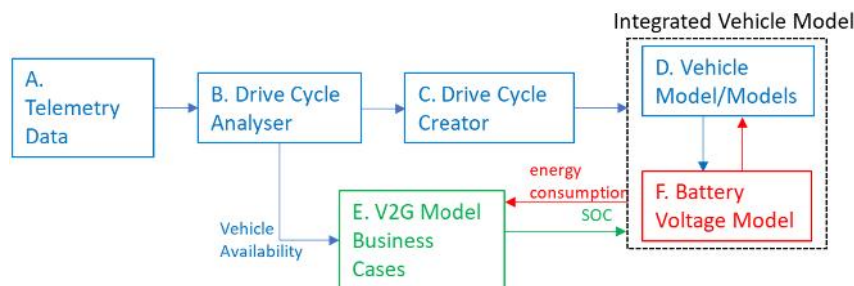 Integrated Vehicle Model
A.
Telemetry
Data
B. Drive Cycle
Analyser
C. Drive Cycle
Creator
D. Vehicle
Model/Models
energy
consumption
SOC
F. Battery
Voltage Model
E. V2G Model
Business
Cases
Vehicle
Availability